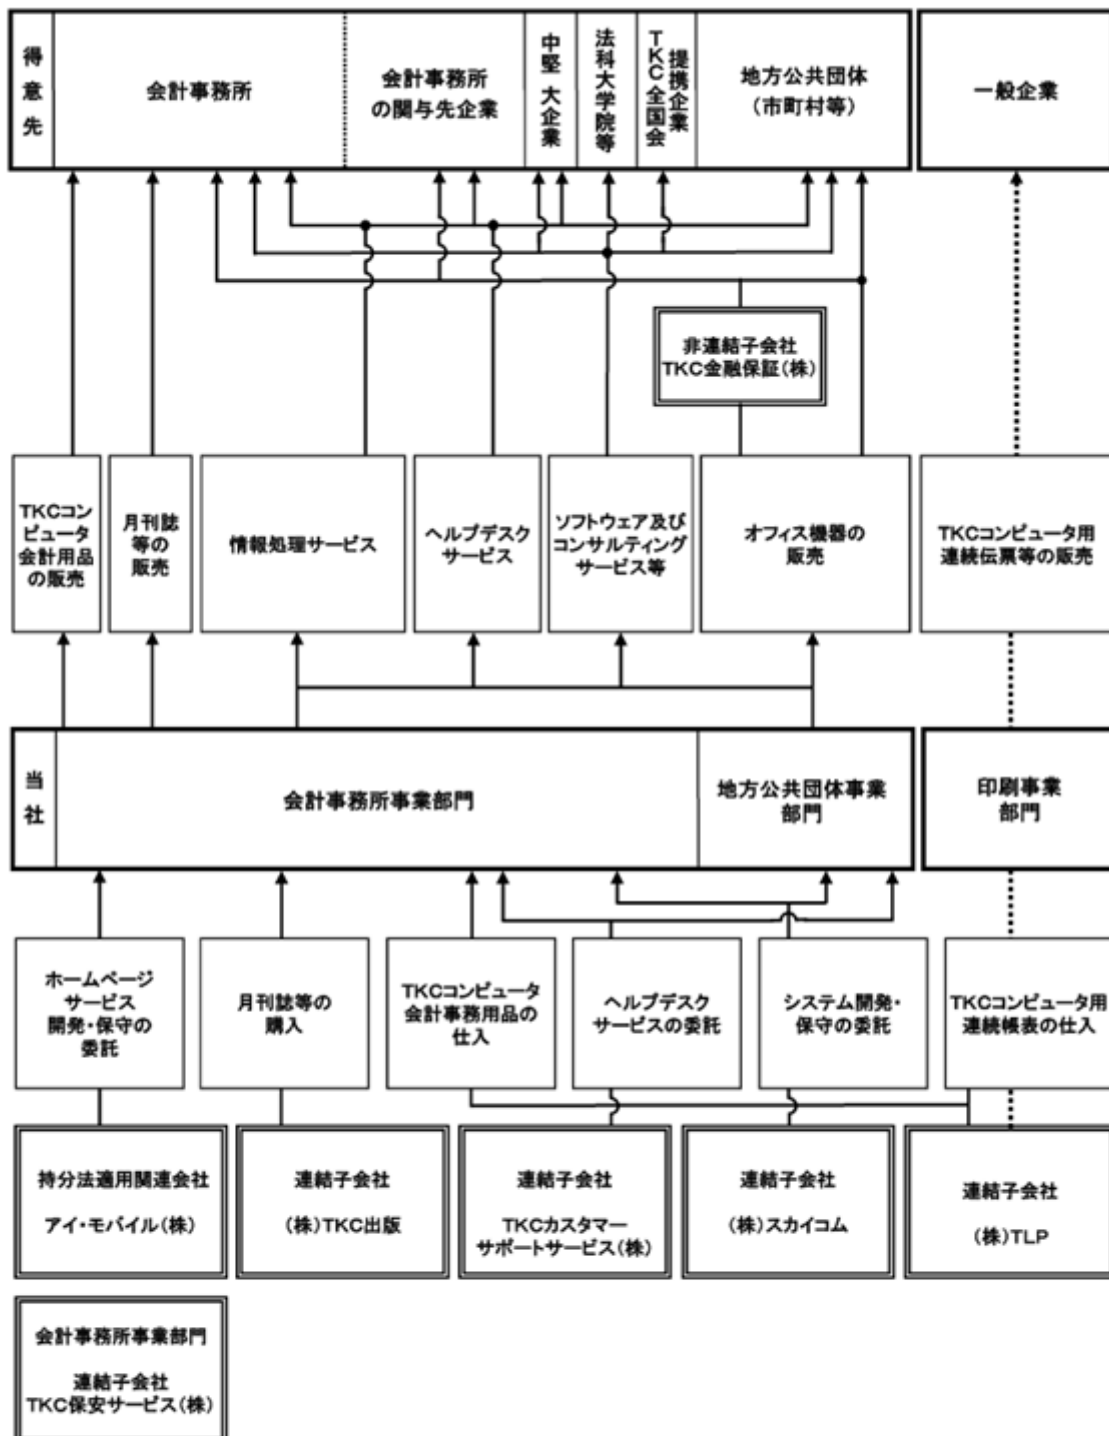 得意先
会計事務所
会計事務所
の関与先企業
中堅 大企業
法科大学院等
提携企業
TKC全国会
地方公共団体
(市町村等)
一般企業
非連結子会社
TKC金融保証(株)
TKCコン
ピュータ
会計用品
の販売
月刊誌
等の
販売
情報処理サービス
ヘルプデスク
サービス
ソフトウェア及び
コンサルティング
サービス等
オフィス機器の
販売
TKCコンピュータ用
連続伝票等の販売
当社
会計事務所事業部門
地方公共団体事業
部門
印刷事業
部門
ホームページ
サービス
開発・保守の
委託
月刊誌等の
購入
TKCコンピュータ
会計事務用品の
仕入
ヘルプデスク
サービスの委託
システム開発・
保守の委託
TKCコンピュータ用
連続帳表の仕入
持分法適用関連会社
アイ・モバイル(株)
連結子会社
(株)TKC出版
連結子会社
TKCカスタマー
サポートサービス(株)
連結子会社
(株)スカイコム
連結子会社
(株)TLP
会計事務所事業部門
連結子会社
TKC保安サービス(株)